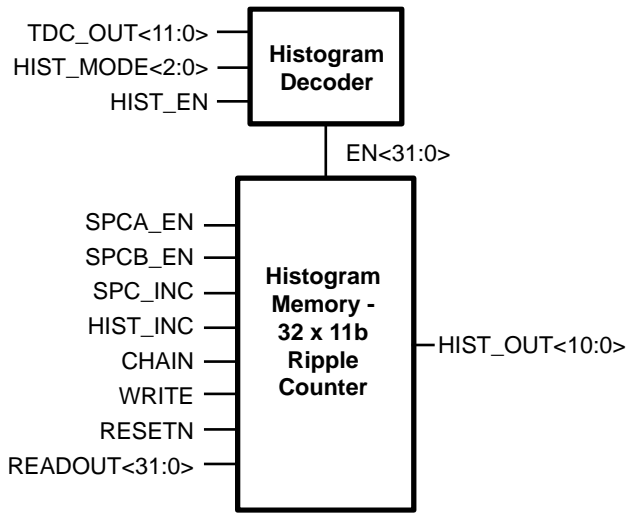 TDC_OUT<11:0>
HIST_MODE<2:0>
HIST_EN
Histogram
Decoder
EN<31:0>
SPCA_EN
SPCB_EN
SPC_INC
HIST_INC
CHAIN
WRITE
RESETN
READOUT<31:0>
Histogram
Memory -
32 x 11b
Ripple
Counter
HIST_OUT<10:0>